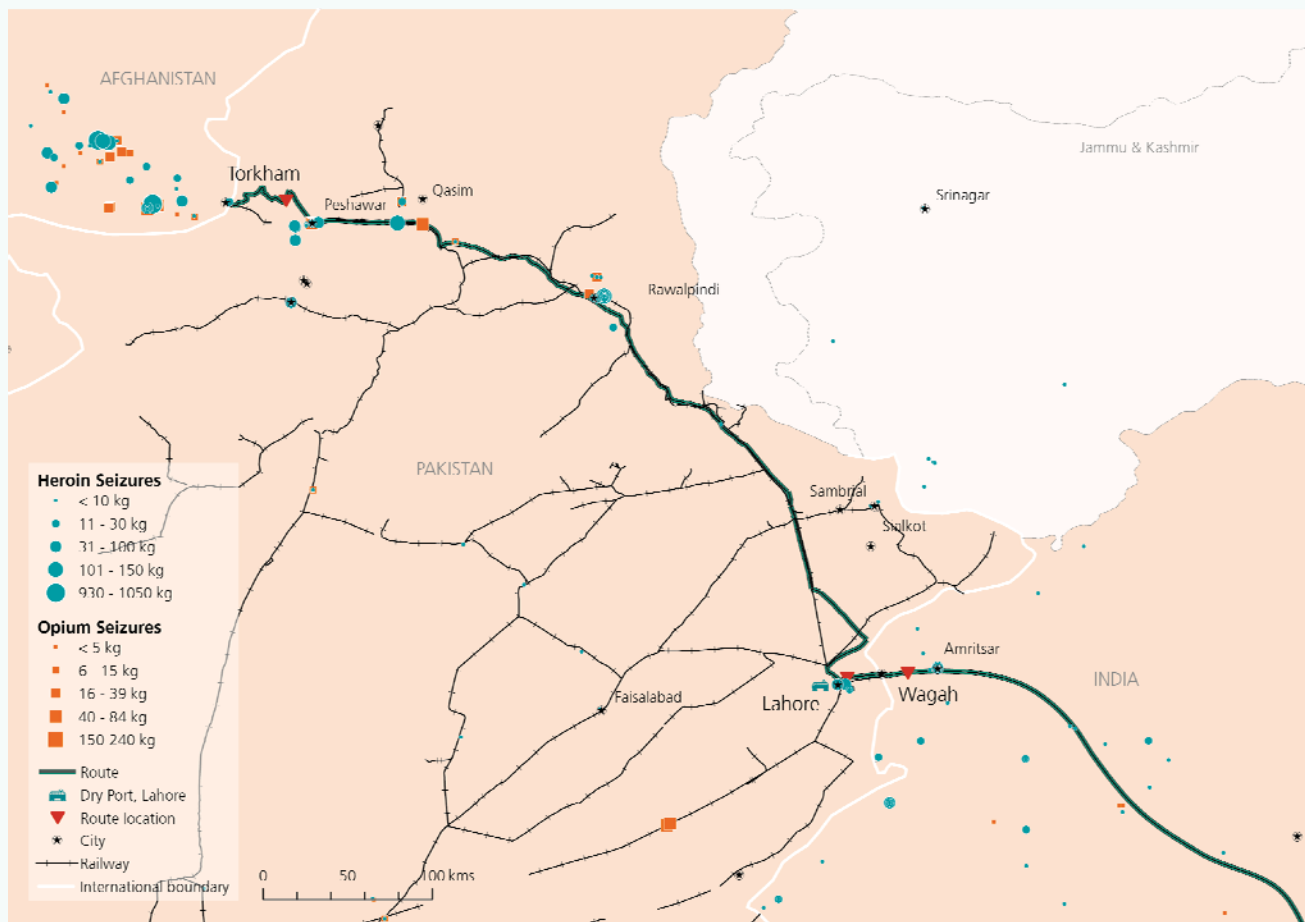 AFGHANISTAN
Jammu & Kashmir
Torkham
Qasim
Srinagar
Peshawar
Rawalpindi
PAKISTAN
Heroin Seizures
< 10 kg
11 - 30 kg
31 - 100 kg
101 - 150 kg
930 - 1050 kg
Opium Seizures
< 5 kg
6 15 kg
16 - 39 kg
40 - 84 kg
150 240 kg
Route
Dry Port, Lahore
Route location
City
Railway
International boundary
0 50 100 kms
Sambrial
Sialkot
Amritsar
INDIA
Faisalabad
Lahore
Wagah